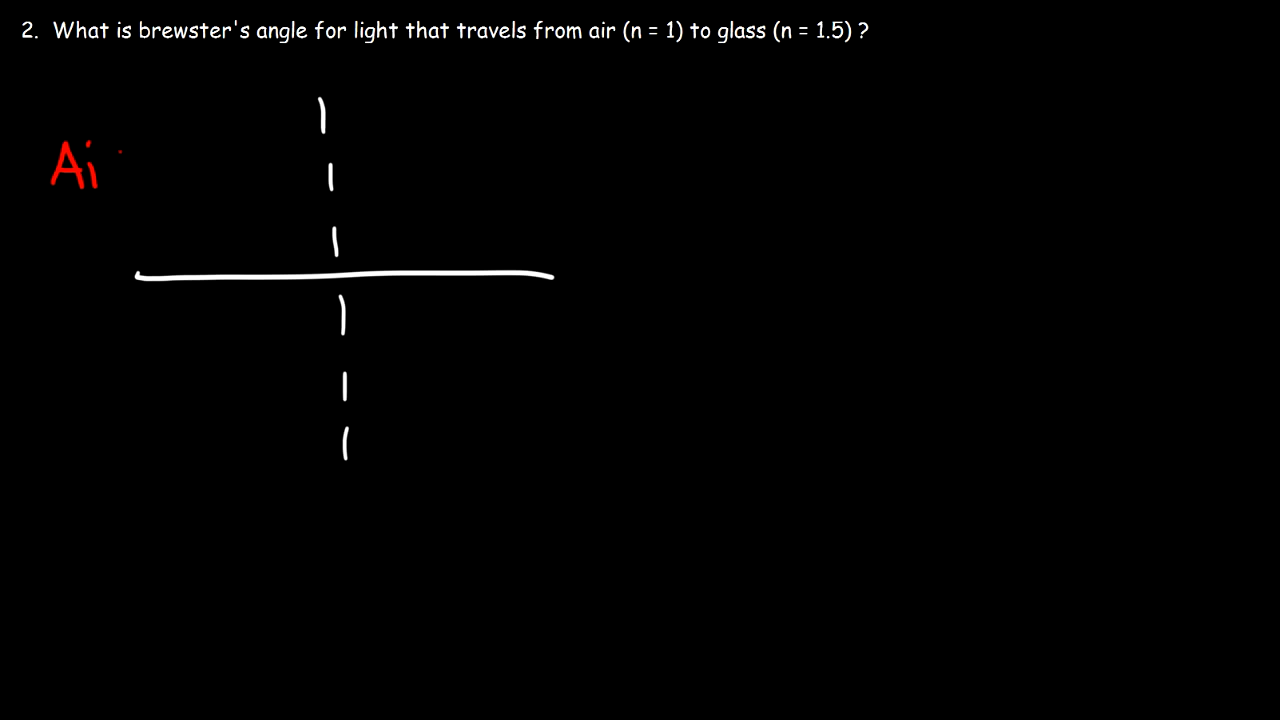 2. What is brewster's angle for light that travels from air (n = 1) to glass (n = 1.5) ?
Ai